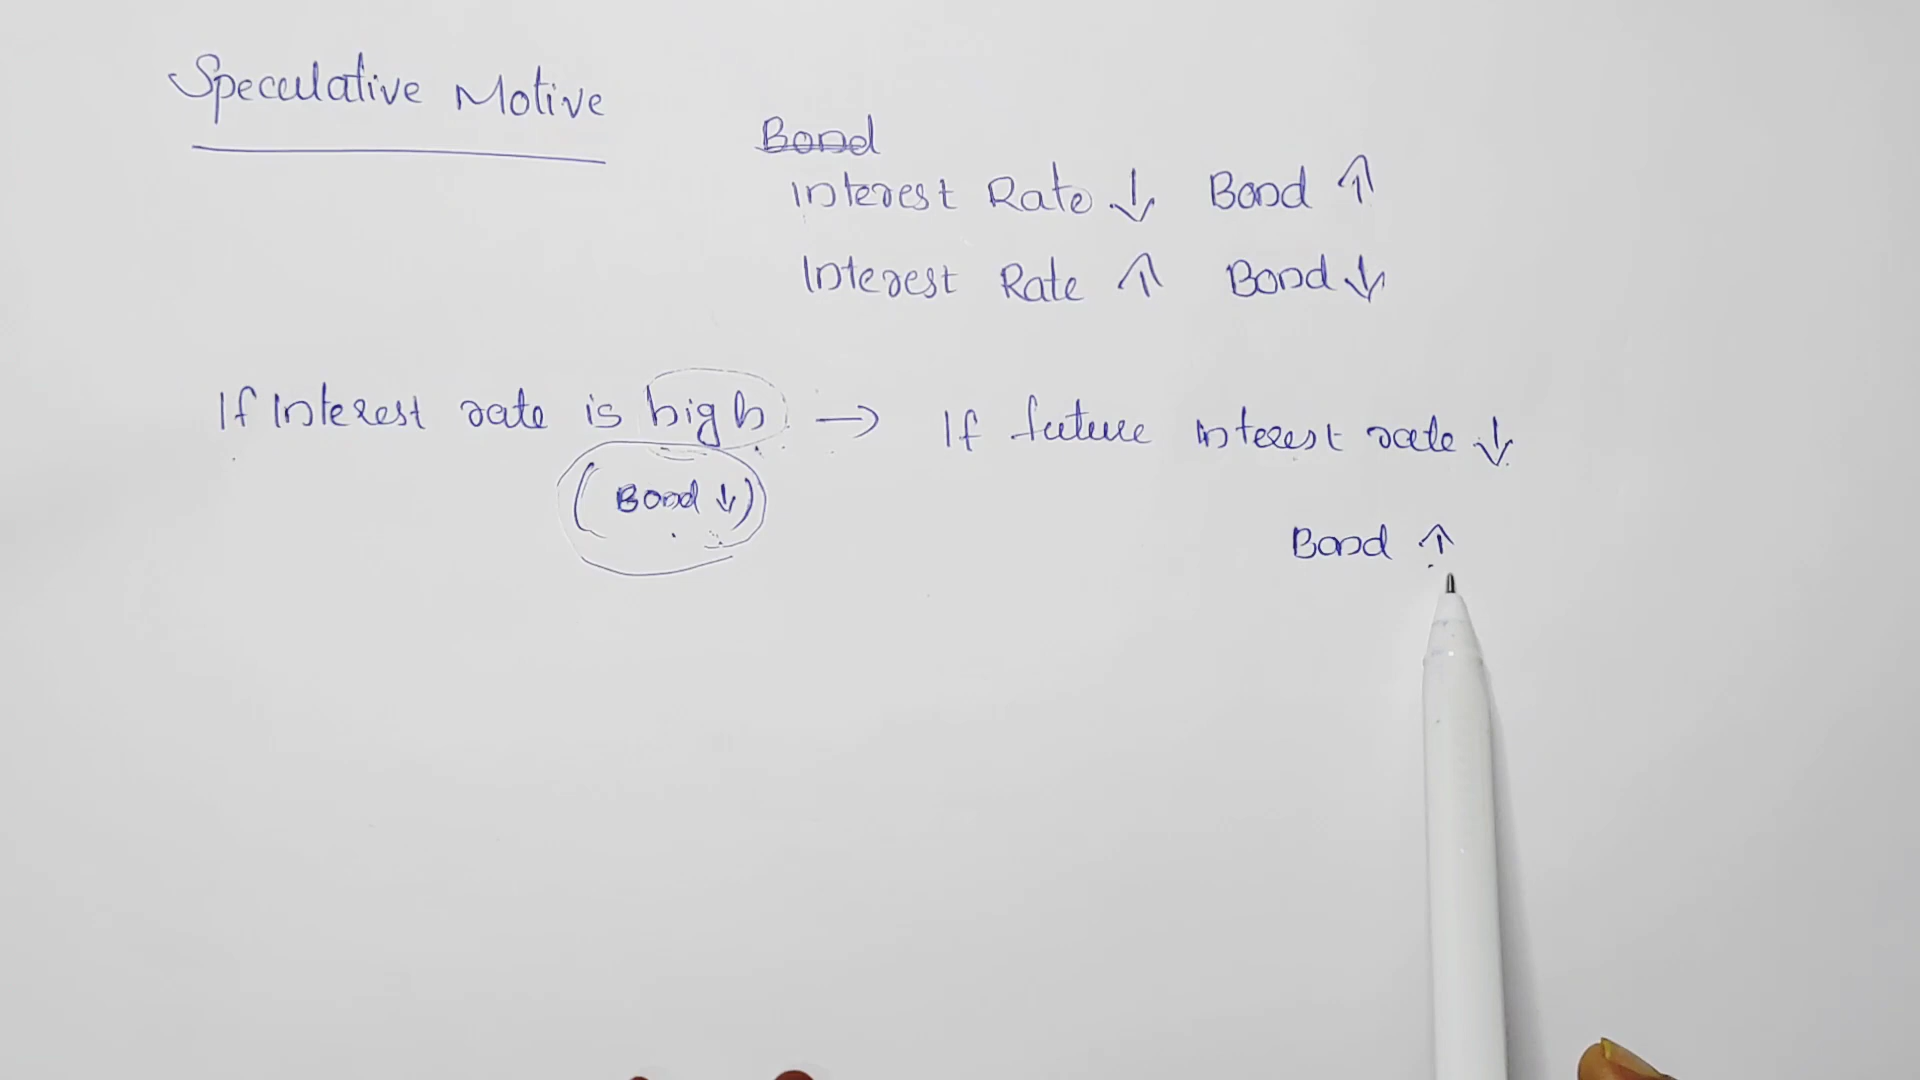 Speculative Motive
Bond
Interest Rate ↓ Bond ↑
Interest Rate ↑ Bond ↓
If Interest rate is high → If future interest rate ↓
(Bond ↓)
Bond ↑